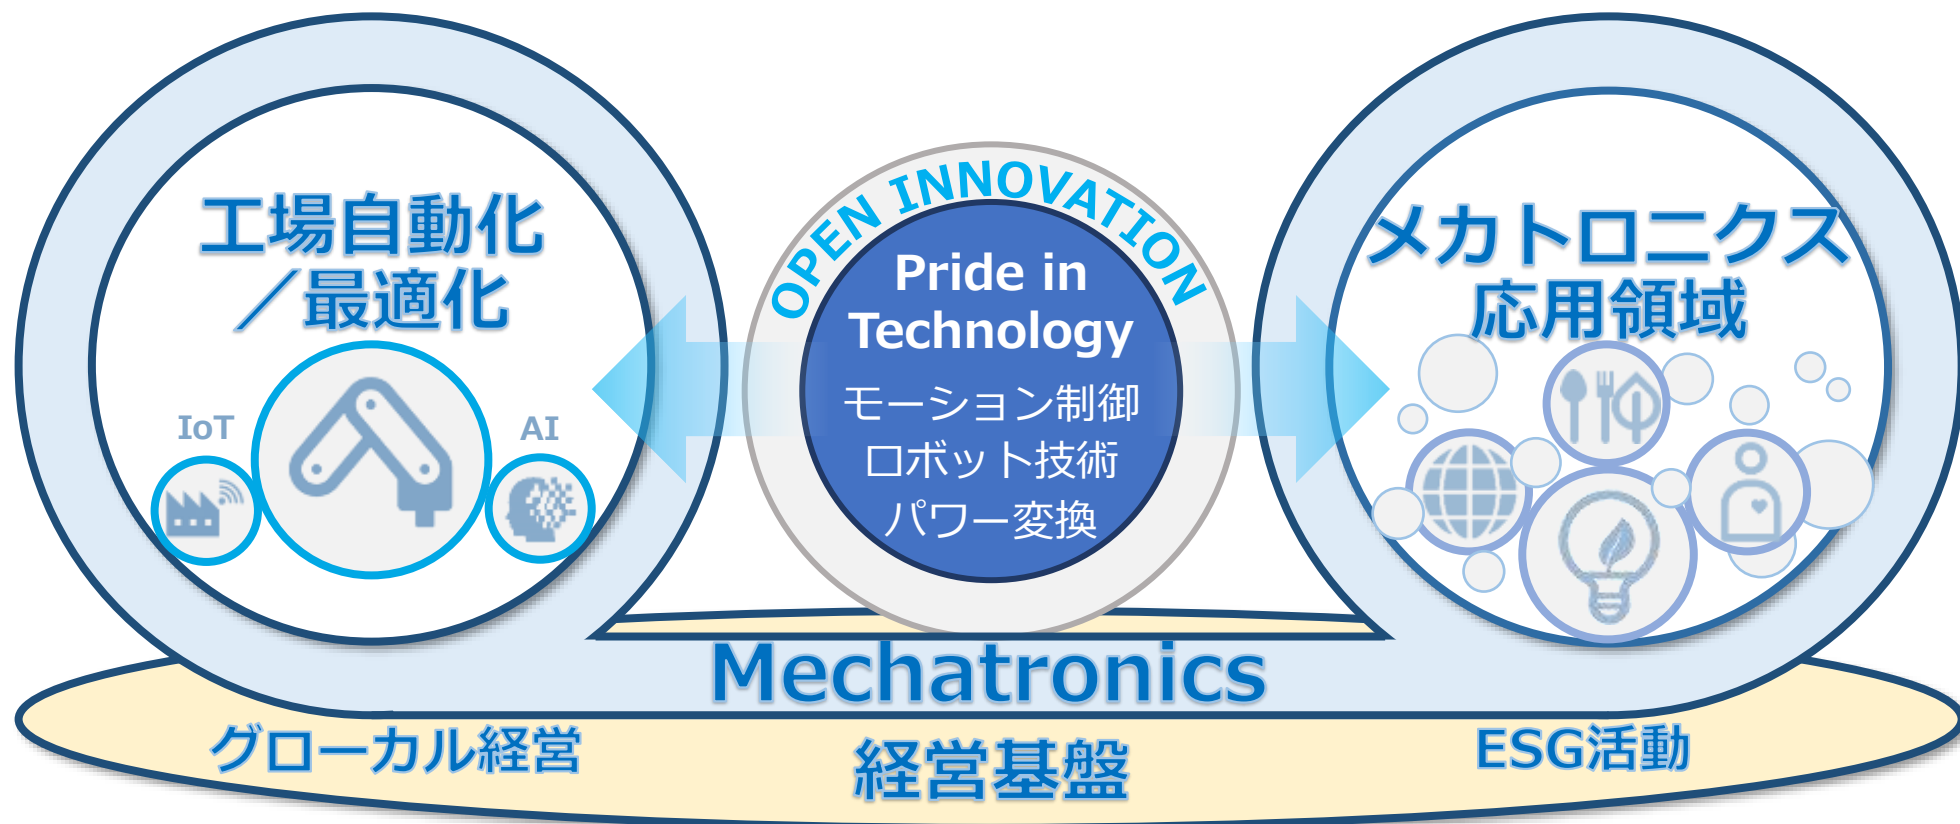 工場自動化
／最適化
IoT
AI
OPEN INNOVATION
Pride in
Technology
モーション制御
ロボット技術
パワー変換
メカトロニクス
応用領域
Mechatronics
グローカル経営
経営基盤
ESG活動